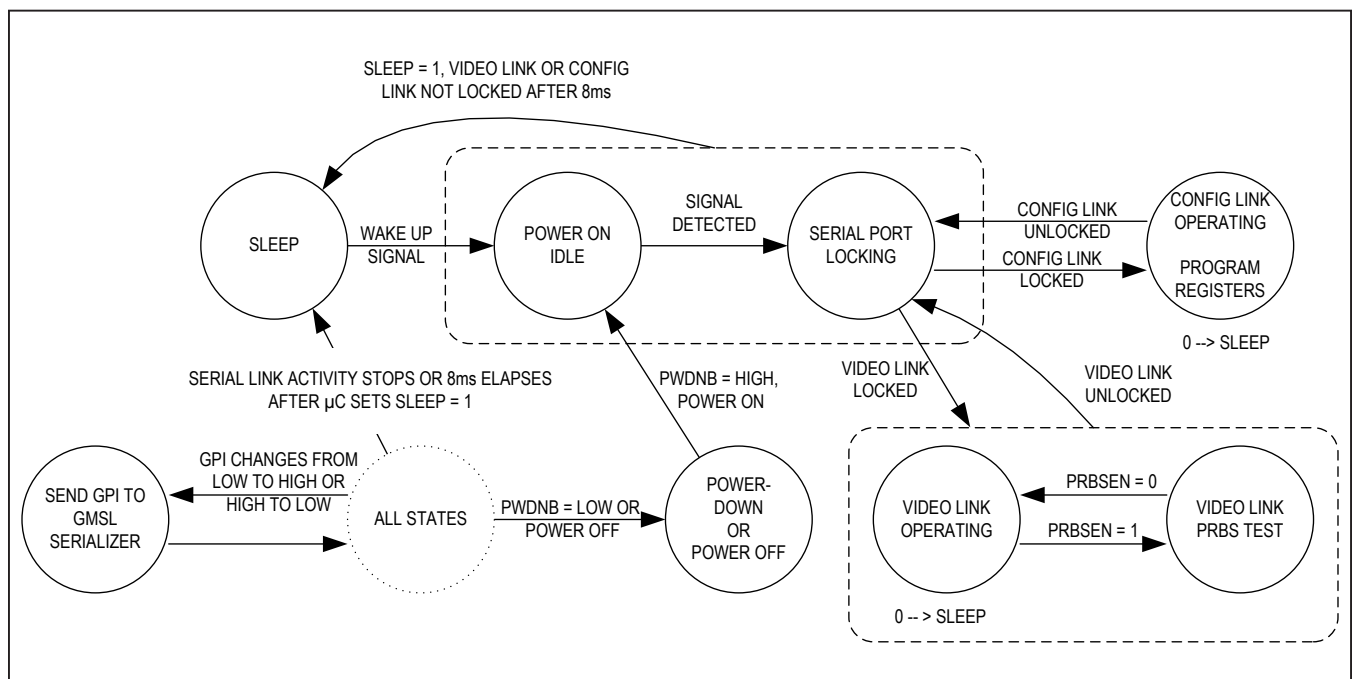 SLEEP = 1, VIDEO LINK OR CONFIG
LINK NOT LOCKED AFTER 8ms
SLEEP
WAKE UP
SIGNAL
POWER ON
IDLE
SIGNAL
DETECTED
SERIAL PORT
LOCKING
CONFIG LINK
UNLOCKED
CONFIG LINK
LOCKED
CONFIG LINK
OPERATING
PROGRAM
REGISTERS
0 --> SLEEP
SERIAL LINK ACTIVITY STOPS OR 8ms ELAPSES
AFTER µC SETS SLEEP = 1
PWDNB = HIGH,
POWER ON
VIDEO LINK
LOCKED
VIDEO LINK
UNLOCKED
SEND GPI TO
GMSL
SERIALIZER
GPI CHANGES FROM
LOW TO HIGH OR
HIGH TO LOW
ALL STATES
PWDNB = LOW OR
POWER OFF
POWER-
DOWN
OR
POWER OFF
VIDEO LINK
OPERATING
PRBSEN = 0
PRBSEN = 1
VIDEO LINK
PRBS TEST
0 -- > SLEEP